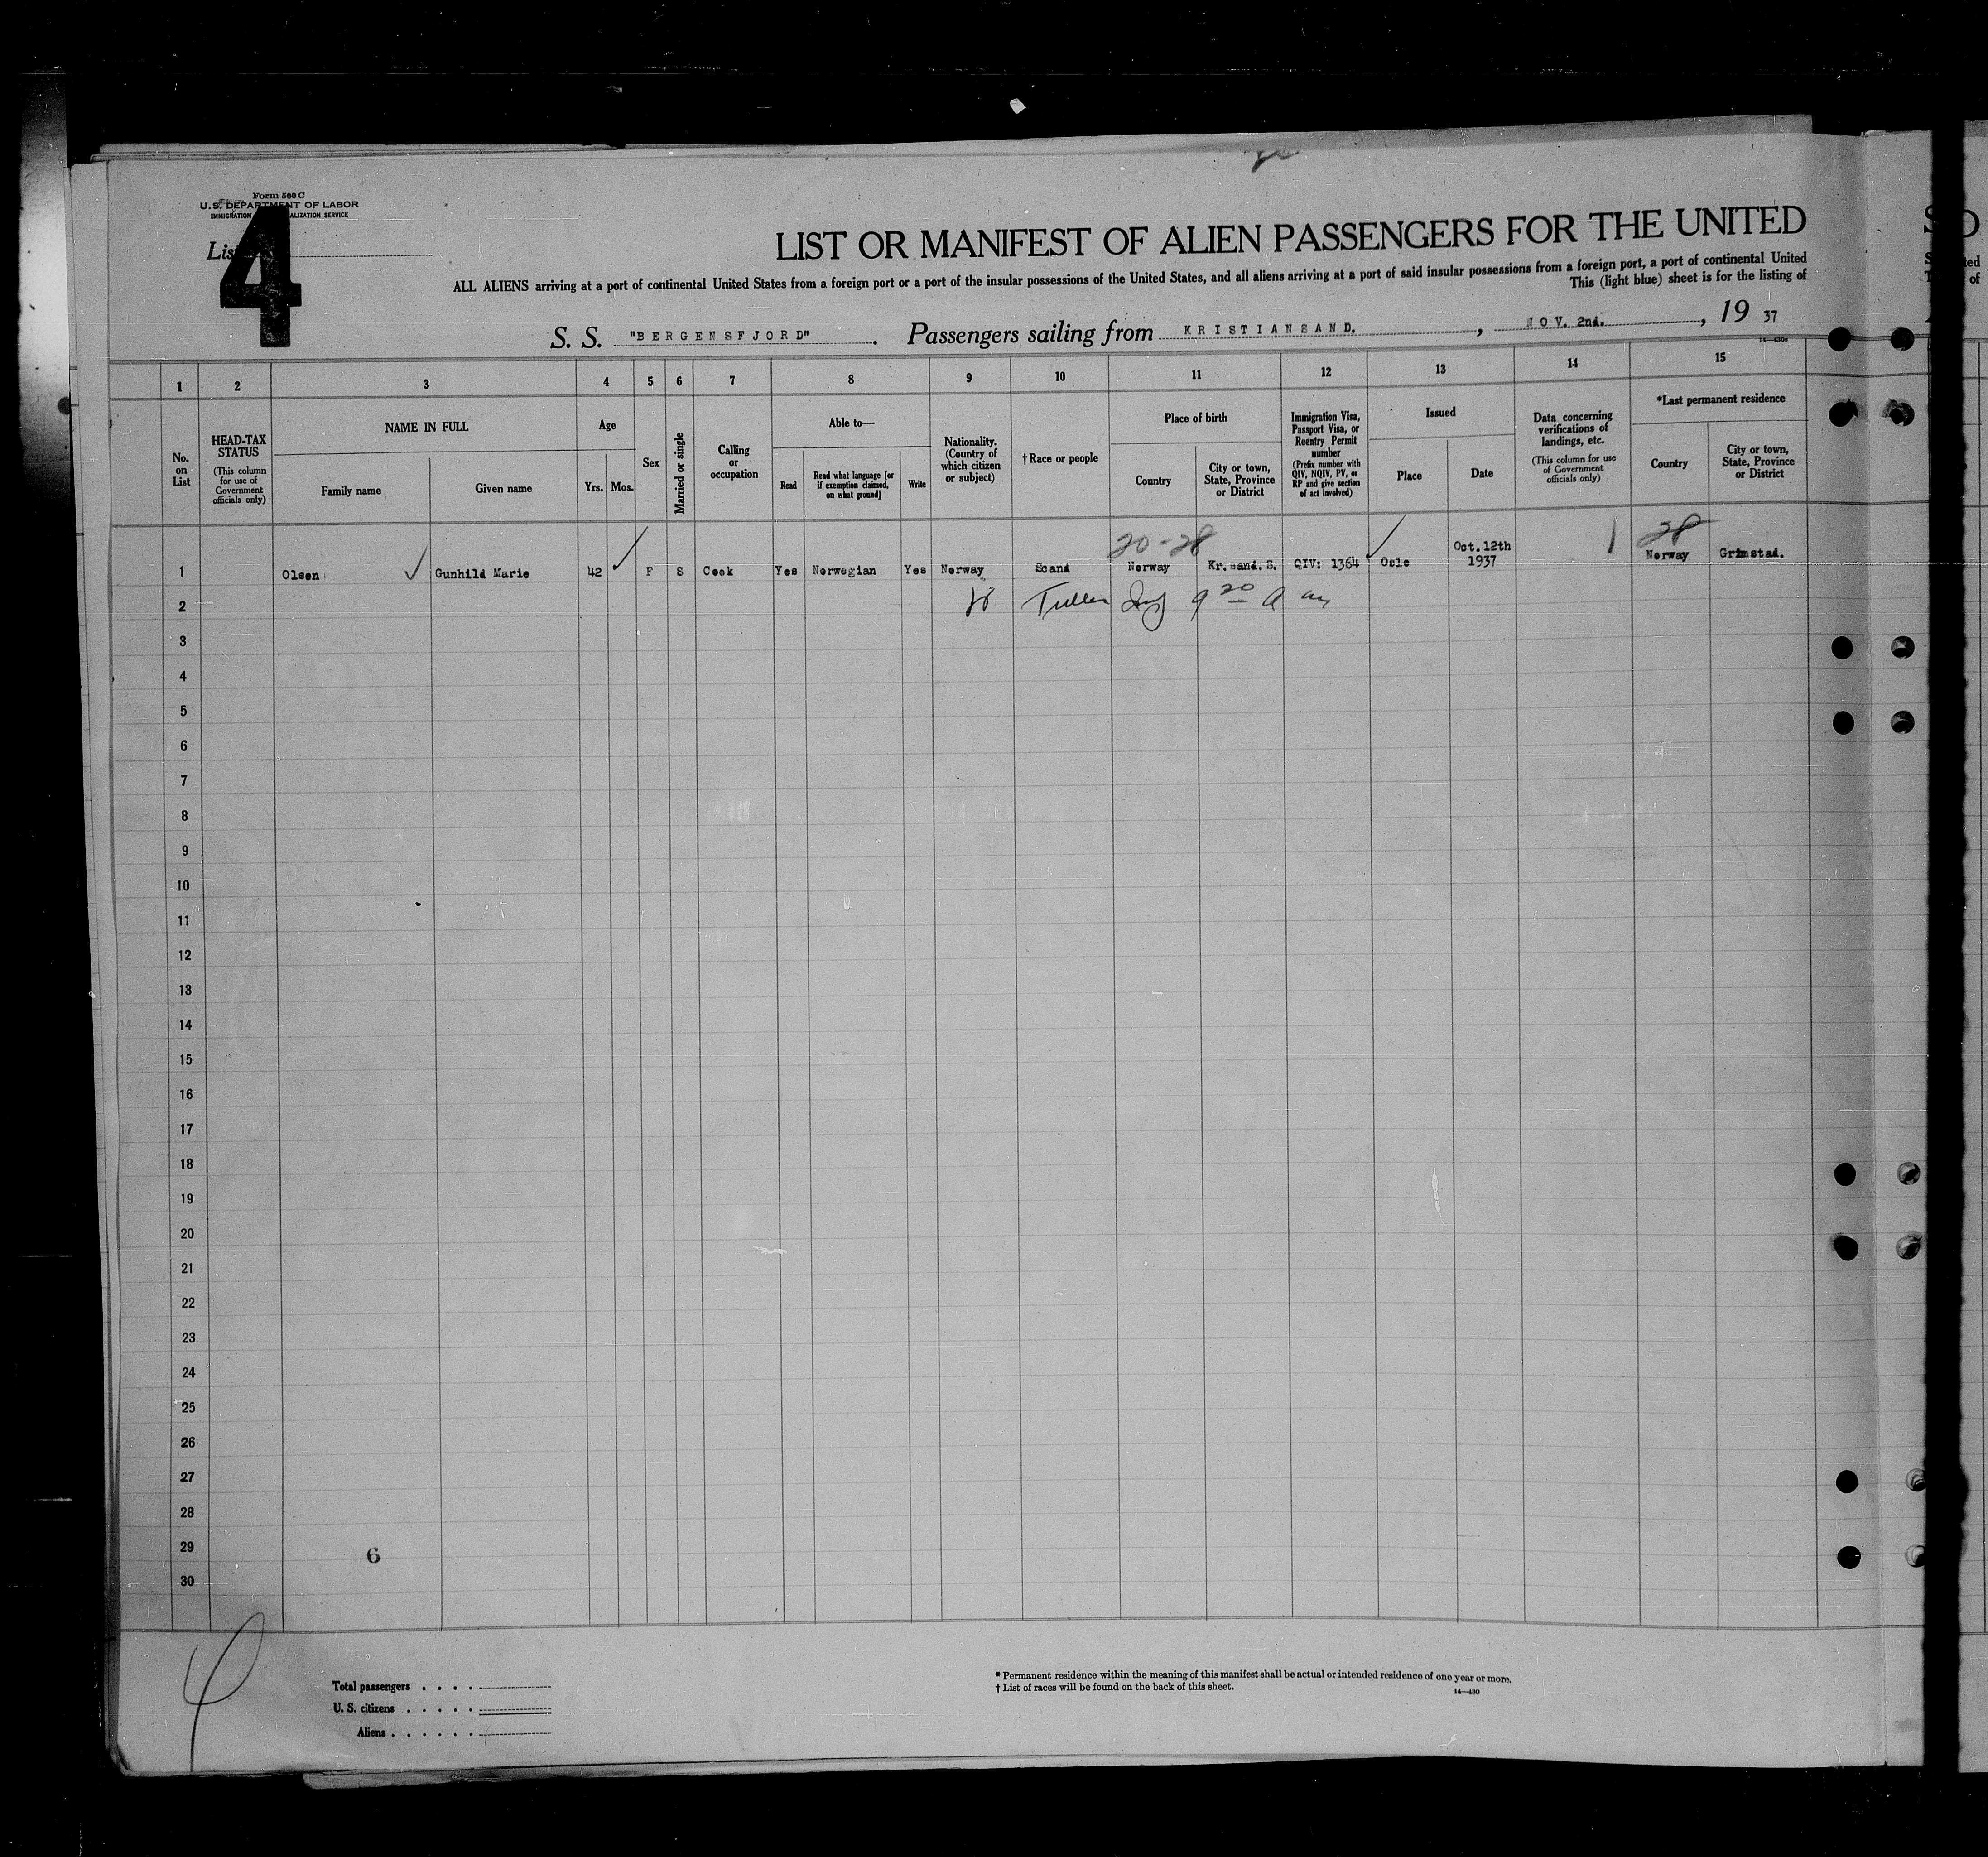 Form 500 C
U.S. DEPARTMENT OF LABOR
IMMIGRATION ALIZATION SERVICE
List
4
LIST OR MANIFEST OF ALIEN PASSENGERS FOR THE UNITED
ALL ALIENS arriving at a port of continental United States from a foreign port or a port of the insular possessions of the United States, and all aliens arriving at a port of said insular possessions from a foreign port, a port of continental United
This (light blue) sheet is for the listing of
S. S. "BERGENSFJORD". Passengers sailing from KRISTIANSAND., NOV. 2nd., 19 37
1 2 3 4 5 6 7 8 9 10 11 12 13 14 15
No. on List
HEAD-TAX STATUS
(This column for use of Government officials only)
NAME IN FULL
Family name
Given name
Age
Yrs. Mos.
Sex
Married or single
Calling or occupation
Able to—
Read
Read what language [or if exemption claimed, on what ground]
Write
Nationality. (Country of which citizen or subject)
†Race or people
Place of birth
Country
City or town, State, Province or District
Immigration Visa, Passport Visa, or Reentry Permit number
(Prefix number with QIV, NQIV, PV, or RP and give section of act involved)
Issued
Place
Date
Data concerning verifications of landings, etc.
(This column for use of Government officials only)
*Last permanent residence
Country
City or town, State, Province or District
20-28
28
1 Olsen Gunhild Marie 42 F S Cook Yes Norwegian Yes Norway Scand Norway Kr.sand.S. QIV: 1364 Oslo Oct.12th 1937 Norway Grimstad.
2
3
4
5
6
7
8
9
10
11
12
13
14
15
16
17
18
19
20
21
22
23
24
25
26
27
28
29
6
30
Total passengers . . . .
U. S. citizens . . . . .
Aliens . . . . . .
* Permanent residence within the meaning of this manifest shall be actual or intended residence of one year or more.
† List of races will be found on the back of this sheet.
14—430